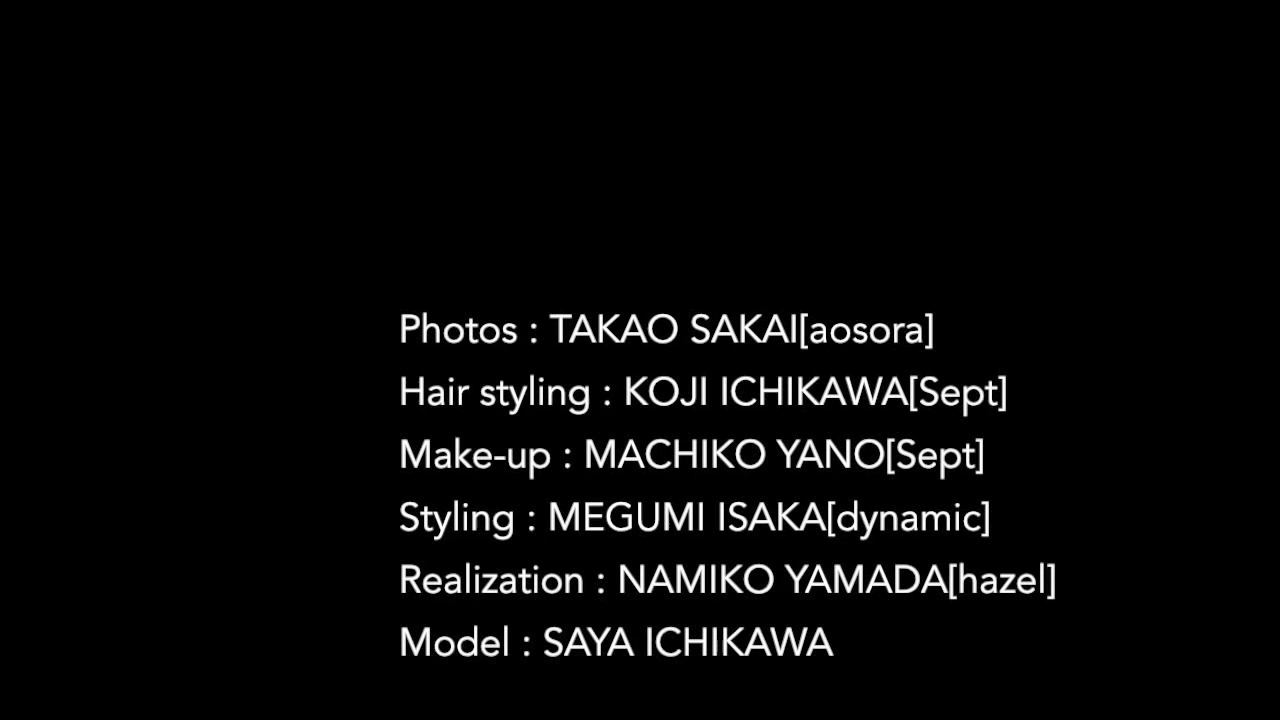 Photos : TAKAO SAKAI[aosora]
Hair styling : KOJI ICHIKAWA[Sept]
Make-up : MACHIKO YANO[Sept]
Styling : MEGUMI ISAKA[dynamic]
Realization : NAMIKO YAMADA[hazel]
Model : SAYA ICHIKAWA